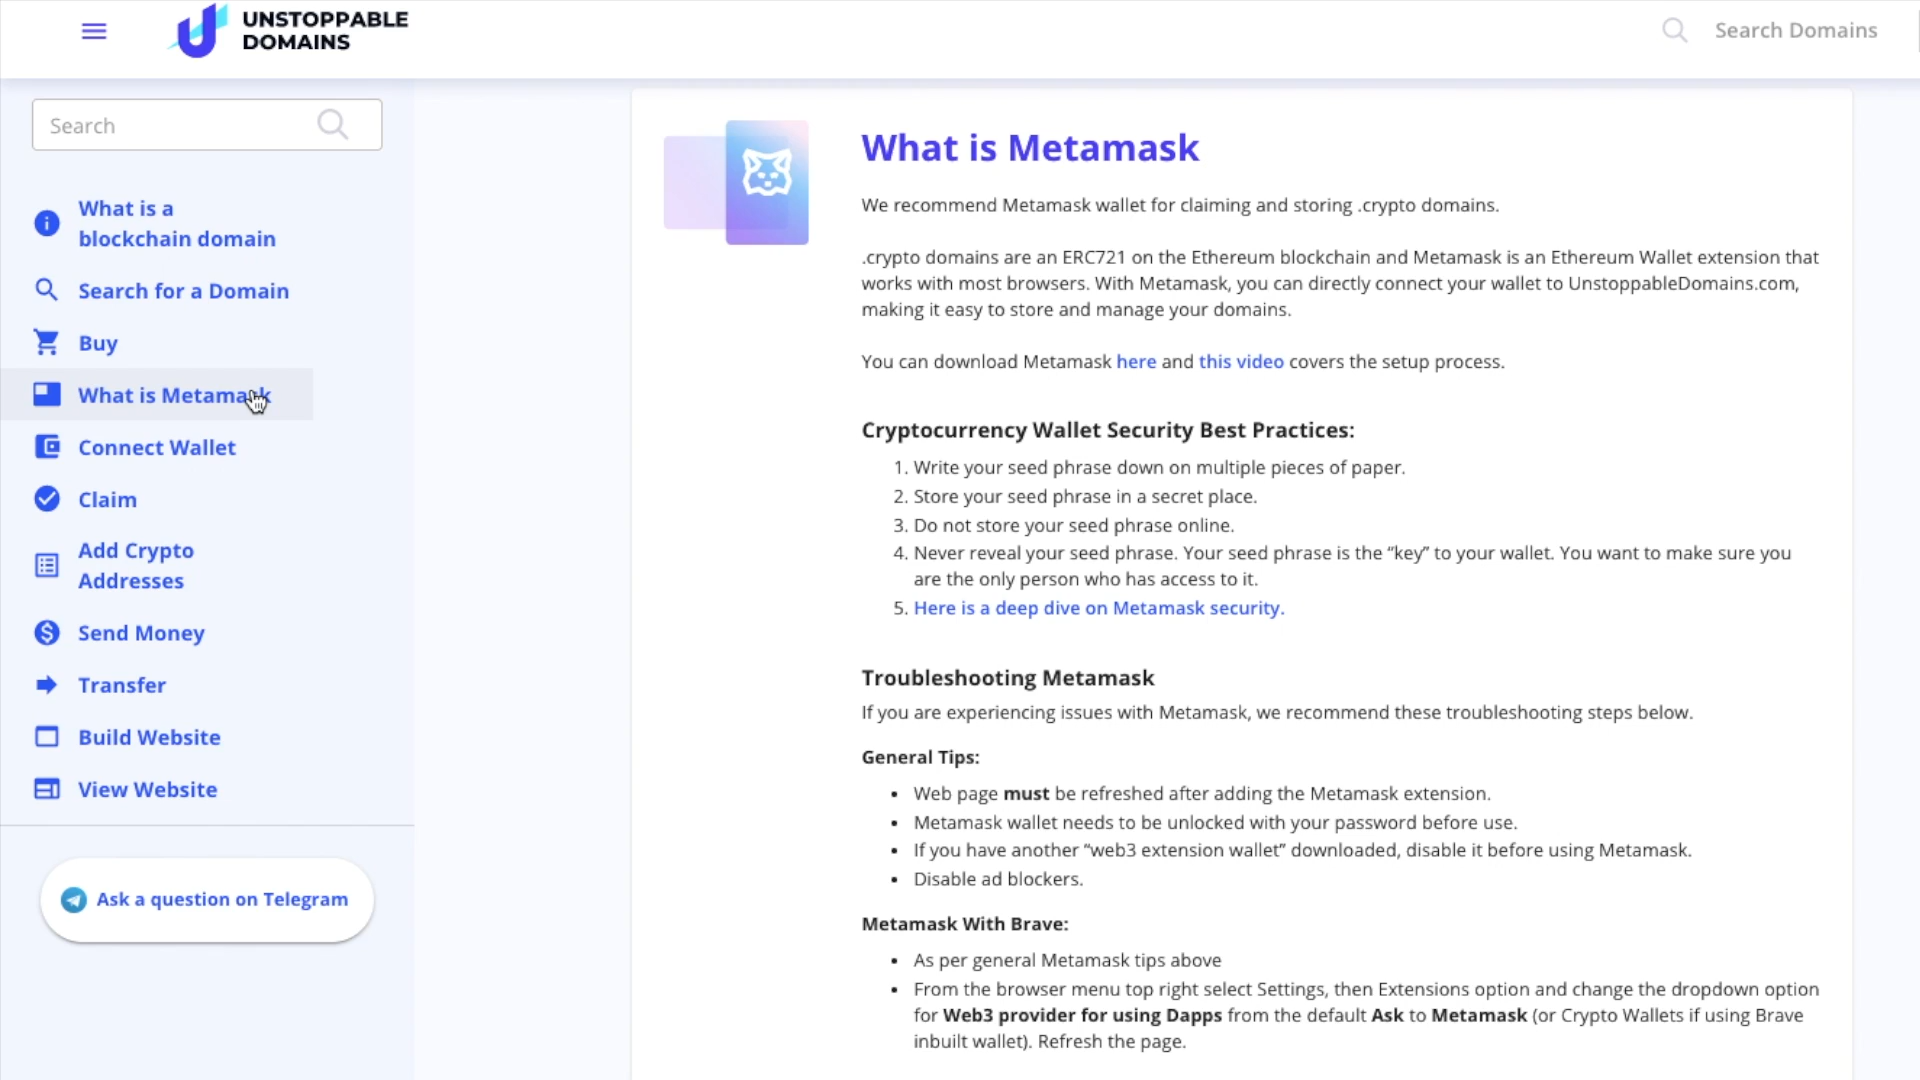 UNSTOPPABLE
DOMAINS
Search Domains
Search
What is a
blockchain domain
Search for a Domain
Buy
What is Metamask
Connect Wallet
Claim
Add Crypto
Addresses
Send Money
Transfer
Build Website
View Website
Ask a question on Telegram
What is Metamask
We recommend Metamask wallet for claiming and storing .crypto domains.
.crypto domains are an ERC721 on the Ethereum blockchain and Metamask is an Ethereum Wallet extension that
works with most browsers. With Metamask, you can directly connect your wallet to UnstoppableDomains.com,
making it easy to store and manage your domains.
You can download Metamask here and this video covers the setup process.
Cryptocurrency Wallet Security Best Practices:
1. Write your seed phrase down on multiple pieces of paper.
2. Store your seed phrase in a secret place.
3. Do not store your seed phrase online.
4. Never reveal your seed phrase. Your seed phrase is the “key” to your wallet. You want to make sure you
are the only person who has access to it.
5. Here is a deep dive on Metamask security.
Troubleshooting Metamask
If you are experiencing issues with Metamask, we recommend these troubleshooting steps below.
General Tips:
• Web page must be refreshed after adding the Metamask extension.
• Metamask wallet needs to be unlocked with your password before use.
• If you have another “web3 extension wallet” downloaded, disable it before using Metamask.
• Disable ad blockers.
Metamask With Brave:
• As per general Metamask tips above
• From the browser menu top right select Settings, then Extensions option and change the dropdown option
for Web3 provider for using Dapps from the default Ask to Metamask (or Crypto Wallets if using Brave
inbuilt wallet). Refresh the page.